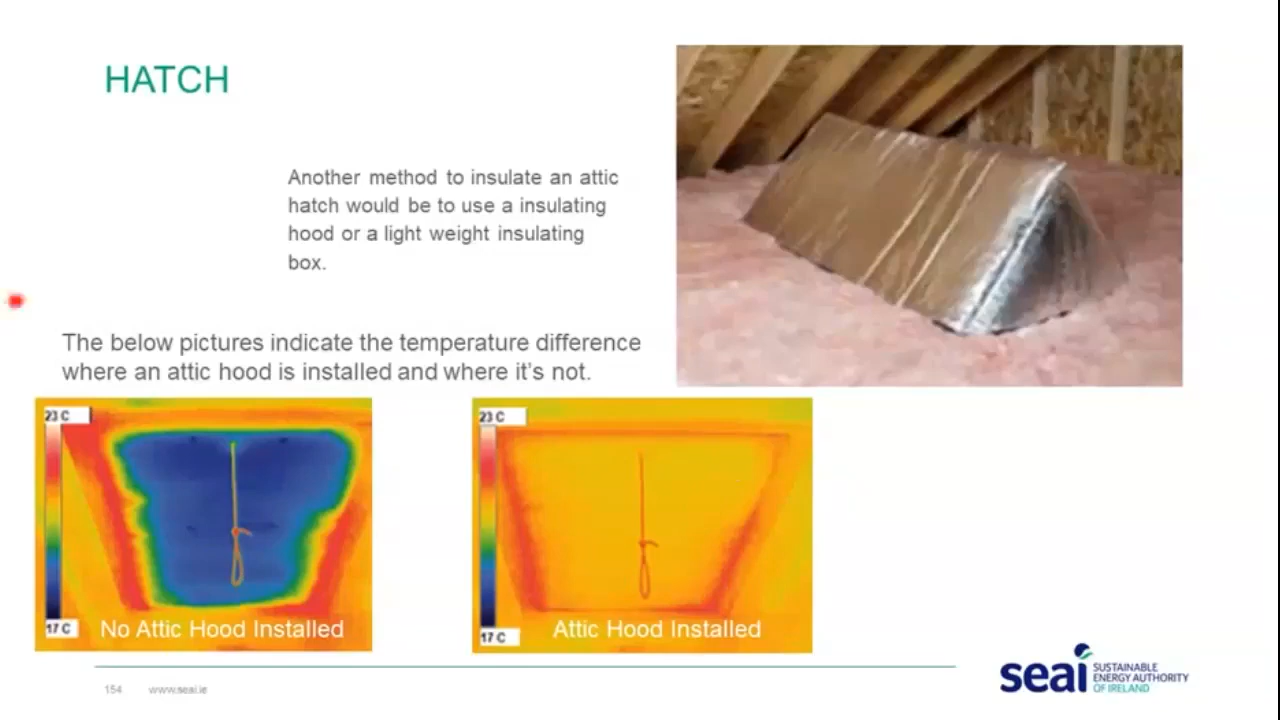 HATCH
Another method to insulate an attic
hatch would be to use a insulating
hood or a light weight insulating
box.
The below pictures indicate the temperature difference
where an attic hood is installed and where it’s not.
23 C
17 C
No Attic Hood Installed
23 C
17 C
Attic Hood Installed
154
www.seai.ie
seai
SUSTAINABLE
ENERGY AUTHORITY
OF IRELAND